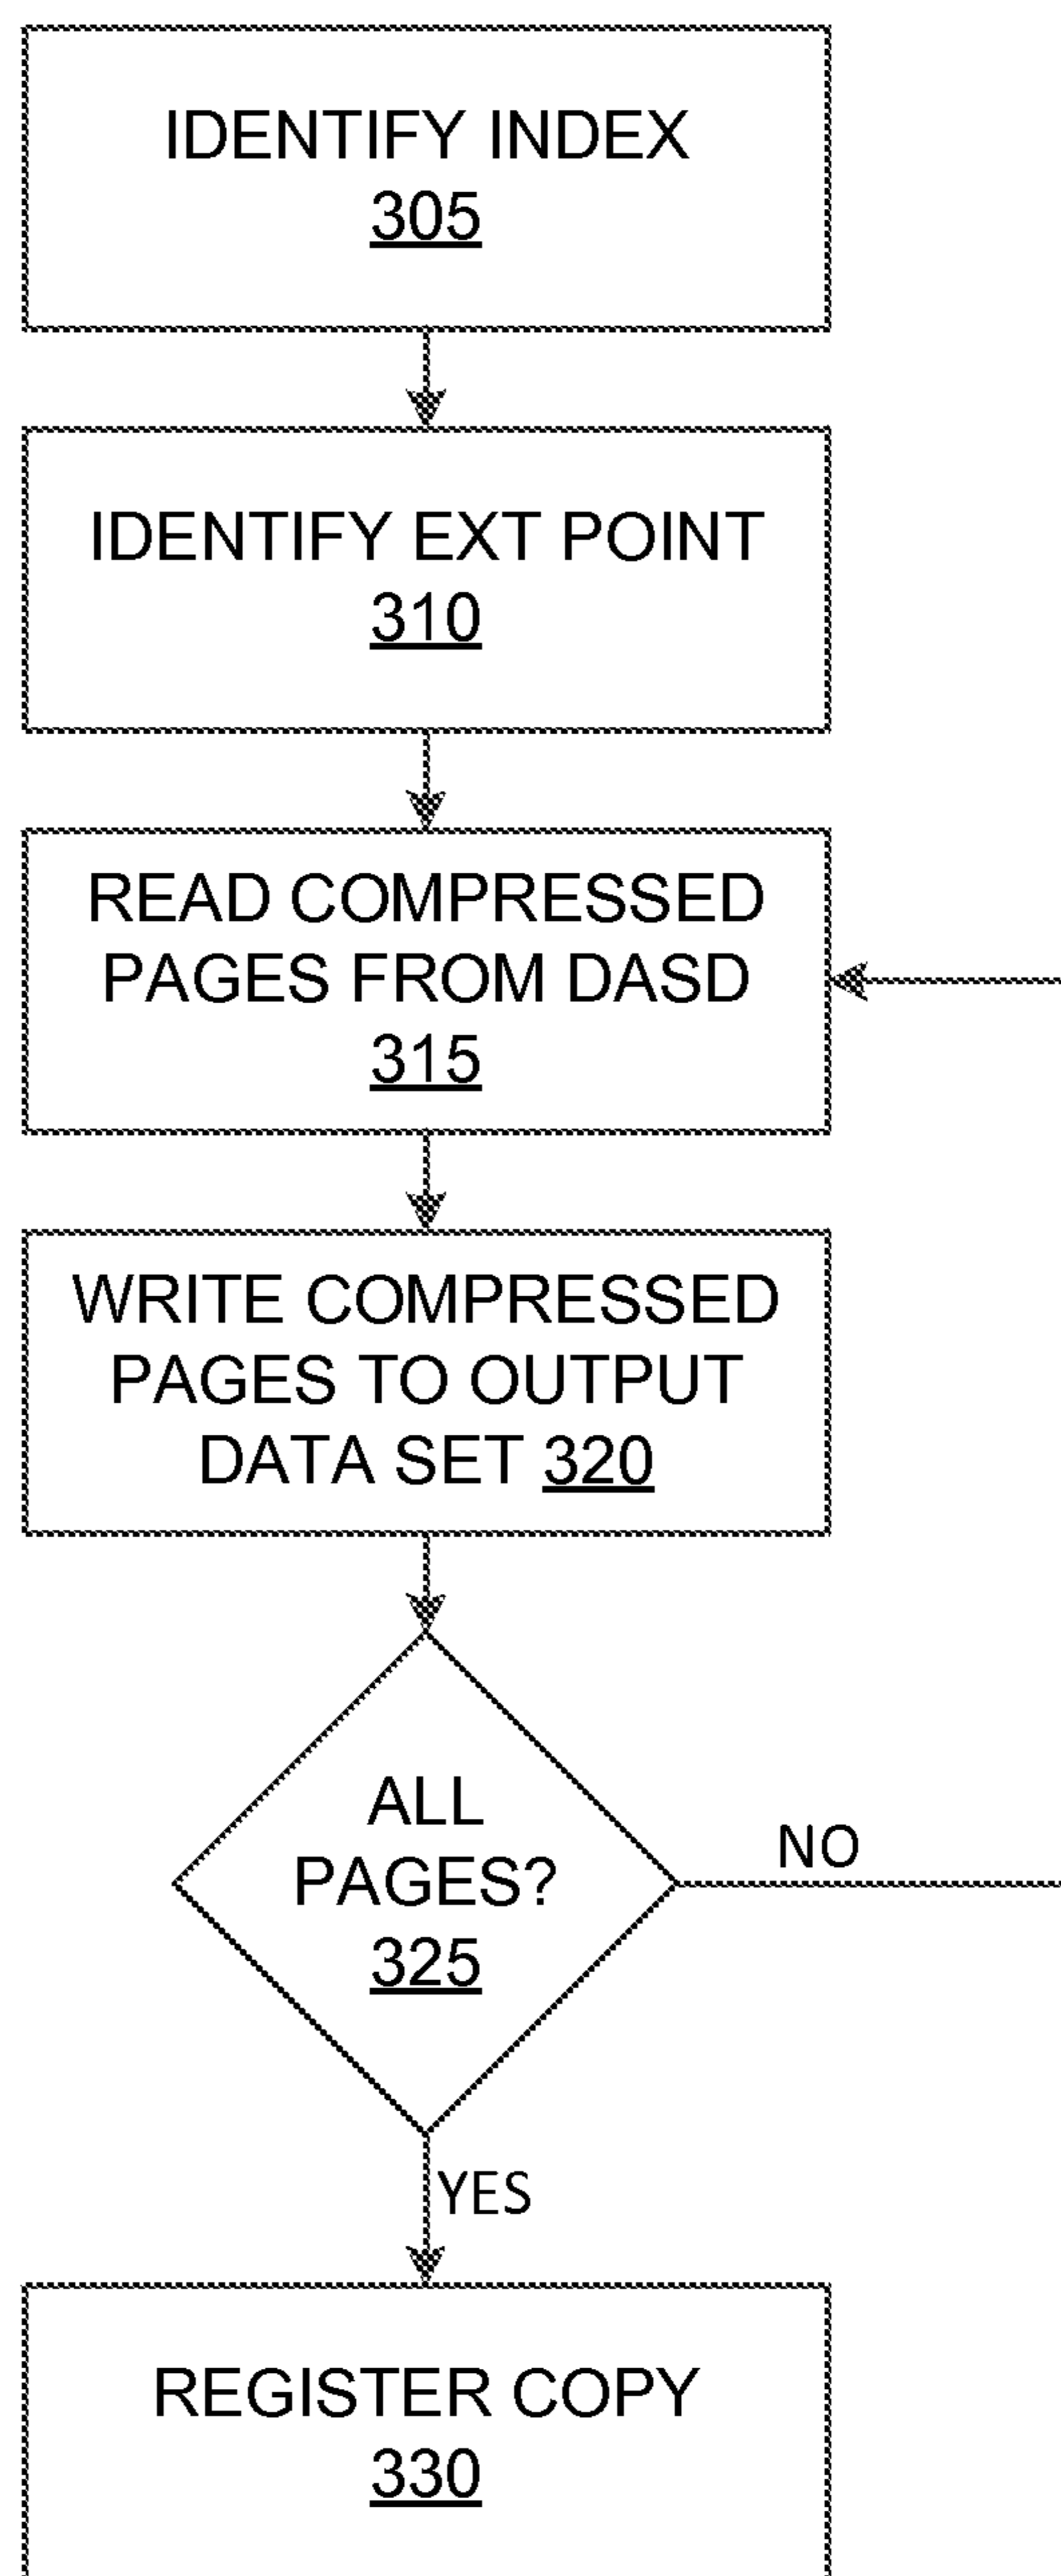 IDENTIFY INDEX
305
IDENTIFY EXT POINT
310
READ COMPRESSED
PAGES FROM DASD
315
WRITE COMPRESSED
PAGES TO OUTPUT
DATA SET 320
ALL
PAGES?
325
NO
YES
REGISTER COPY
330